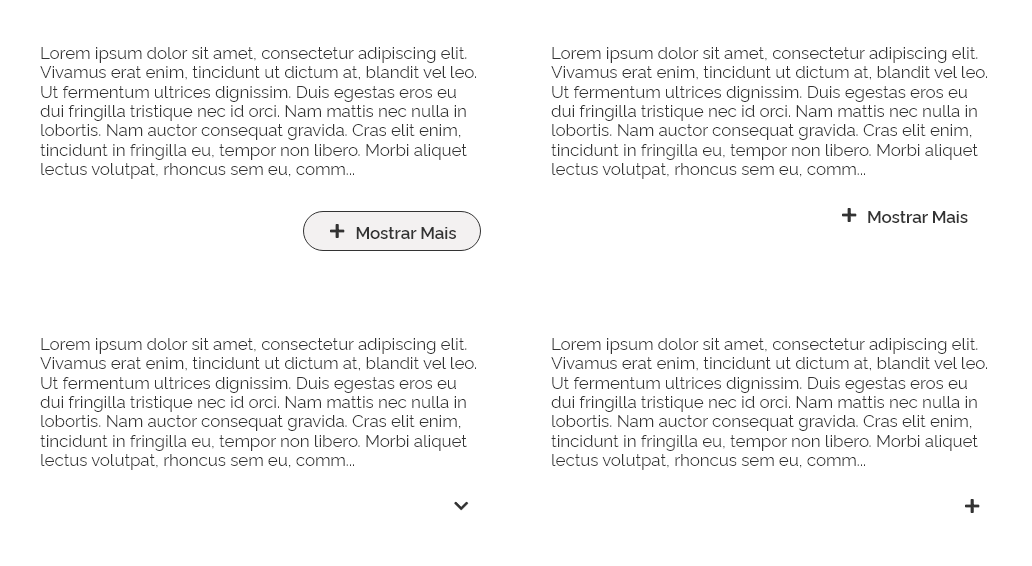 Lorem ipsum dolor sit amet, consectetur adipiscing elit.
Vivamus erat enim, tincidunt ut dictum at, blandit vel leo.
Ut fermentum ultrices dignissim. Duis egestas eros eu
dui fringilla tristique nec id orci. Nam mattis nec nulla in
lobortis. Nam auctor consequat gravida. Cras elit enim,
tincidunt in fringilla eu, tempor non libero. Morbi aliquet
lectus volutpat, rhoncus sem eu, comm...
Mostrar Mais
Lorem ipsum dolor sit amet, consectetur adipiscing elit.
Vivamus erat enim, tincidunt ut dictum at, blandit vel leo.
Ut fermentum ultrices dignissim. Duis egestas eros eu
dui fringilla tristique nec id orci. Nam mattis nec nulla in
lobortis. Nam auctor consequat gravida. Cras elit enim,
tincidunt in fringilla eu, tempor non libero. Morbi aliquet
lectus volutpat, rhoncus sem eu, comm...
Mostrar Mais
Lorem ipsum dolor sit amet, consectetur adipiscing elit.
Vivamus erat enim, tincidunt ut dictum at, blandit vel leo.
Ut fermentum ultrices dignissim. Duis egestas eros eu
dui fringilla tristique nec id orci. Nam mattis nec nulla in
lobortis. Nam auctor consequat gravida. Cras elit enim,
tincidunt in fringilla eu, tempor non libero. Morbi aliquet
lectus volutpat, rhoncus sem eu, comm...
Lorem ipsum dolor sit amet, consectetur adipiscing elit.
Vivamus erat enim, tincidunt ut dictum at, blandit vel leo.
Ut fermentum ultrices dignissim. Duis egestas eros eu
dui fringilla tristique nec id orci. Nam mattis nec nulla in
lobortis. Nam auctor consequat gravida. Cras elit enim,
tincidunt in fringilla eu, tempor non libero. Morbi aliquet
lectus volutpat, rhoncus sem eu, comm...